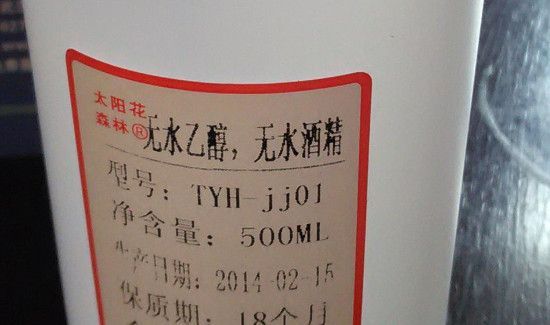 太阳花
森林®
无水乙醇，无水酒精
型号：TYH-jj01
净含量：500ML
生产日期：2014-02-15
保质期：18个月